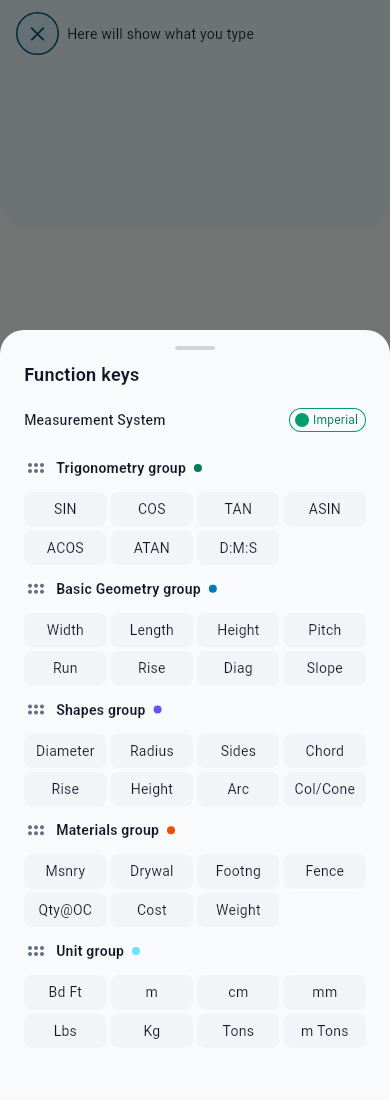 Here will show what you type
Function keys
Measurement System Imperial
Trigonometry group
SIN COS TAN ASIN
ACOS ATAN D:M:S
Basic Geometry group
Width Length Height Pitch
Run Rise Diag Slope
Shapes group
Diameter Radius Sides Chord
Rise Height Arc Col/Cone
Materials group
Msnry Drywal Footng Fence
Qty@OC Cost Weight
Unit group
Bd Ft m cm mm
Lbs Kg Tons m Tons